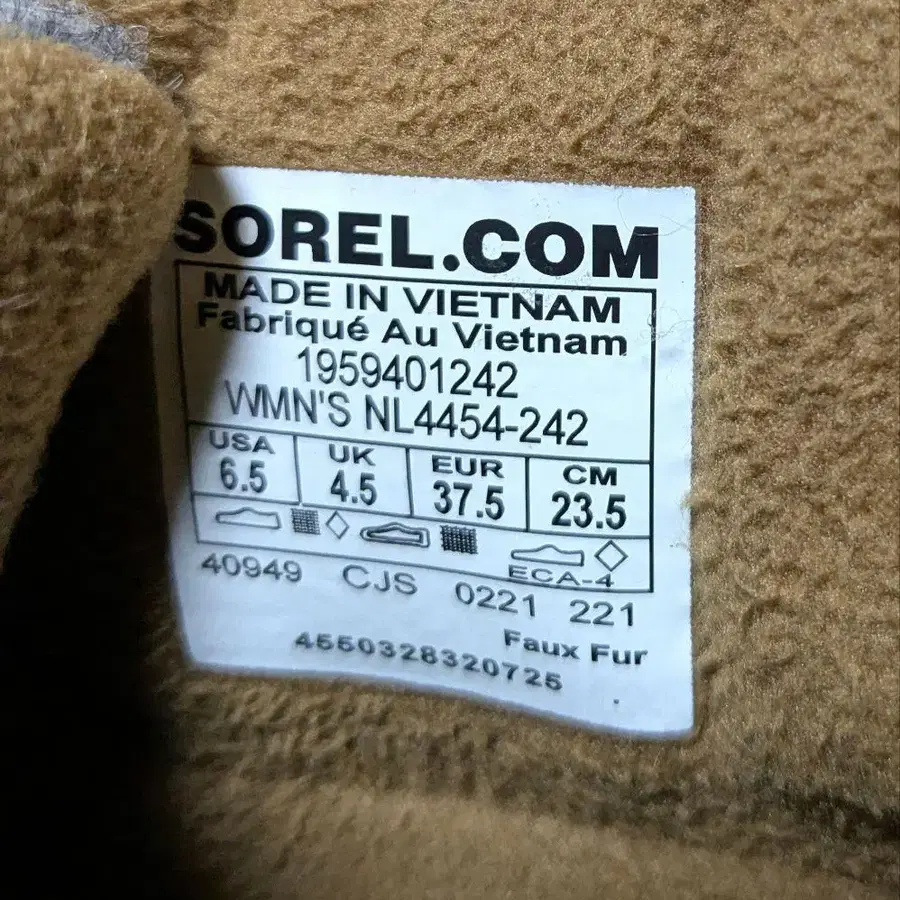 SOREL.COM
MADE IN VIETNAM
Fabriqué Au Vietnam
1959401242
WMN'S NL4454-242
USA UK EUR CM
6.5 4.5 37.5 23.5
ECA-4
40949 CJS 0221 221
Faux Fur
4550328320725